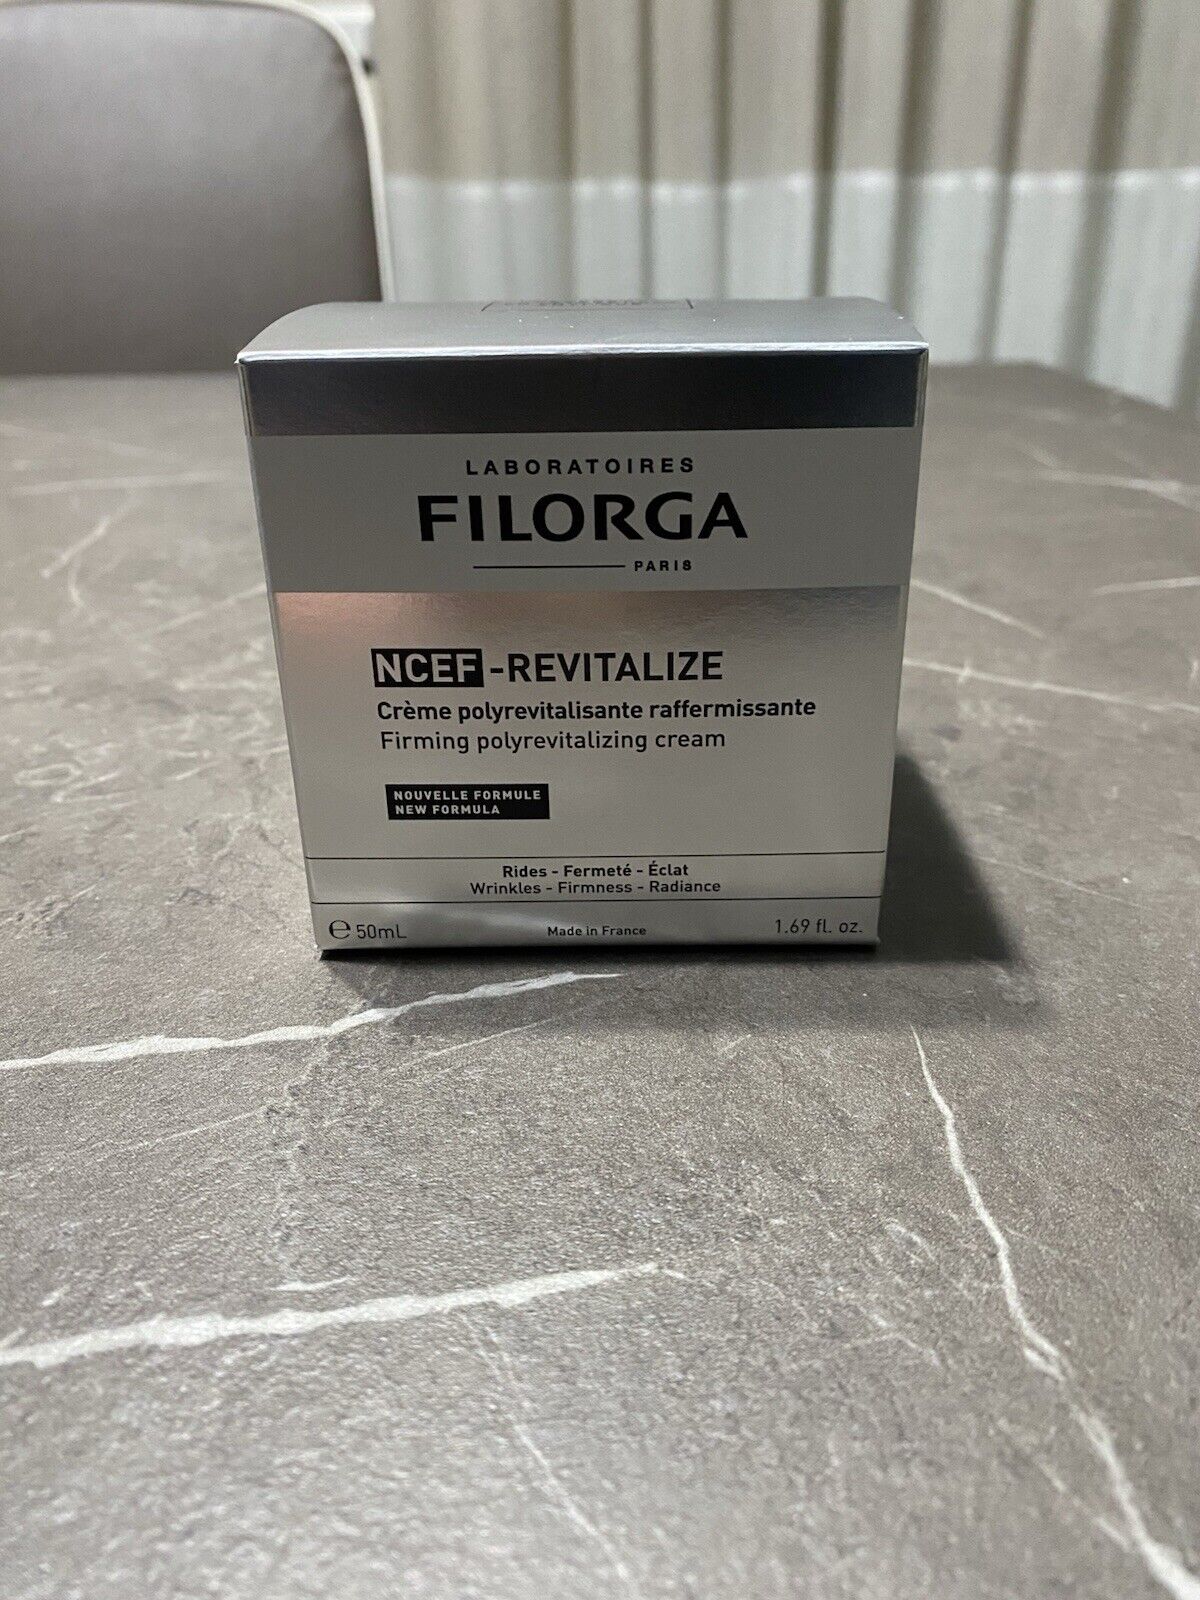 LABORATOIRES
FILORGA
PARIS
NCEF-REVITALIZE
Crème polyrevitalisante raffermissante
Firming polyrevitalizing cream
NOUVELLE FORMULE
NEW FORMULA
Rides - Fermeté - Éclat
Wrinkles - Firmness - Radiance
℮ 50mL Made in France 1.69 fl. oz.